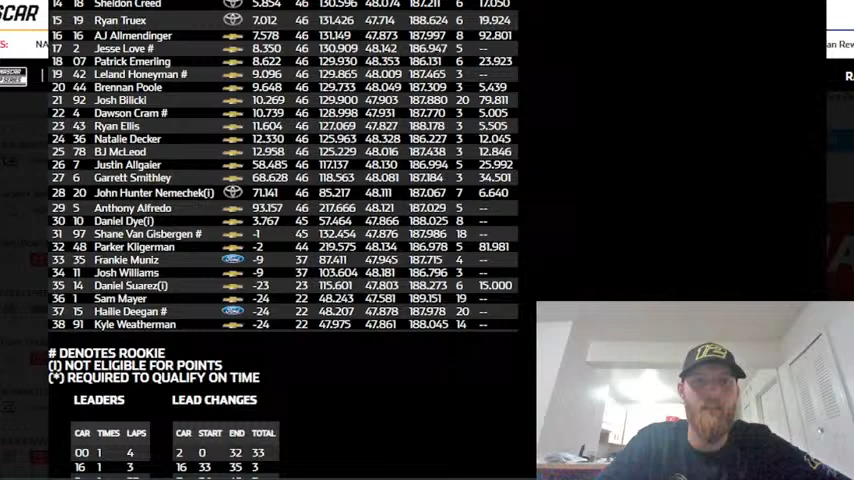 SCAR
14 18 Sheldon Creed 5.854 46 130.596 47.714 187.211 6 17.050
15 19 Ryan Truex 7.012 46 131.426 47.714 188.624 6 19.924
16 16 AJ Allmendinger 7.578 46 131.149 47.873 187.997 8 92.801
17 2 Jesse Love # 8.350 46 130.909 48.142 186.947 5 --
18 07 Patrick Emerling 8.622 46 129.930 48.353 186.131 6 23.923
19 42 Leland Honeyman # 9.096 46 129.865 48.009 187.465 3 --
20 44 Brennan Poole 9.648 46 129.733 48.049 187.309 3 5.439
21 92 Josh Bilicki 10.269 46 129.900 47.903 187.880 20 79.811
22 4 Dawson Cram # 10.739 46 128.998 47.931 187.770 3 5.005
23 43 Ryan Ellis 11.604 46 127.069 47.827 188.178 3 5.505
24 36 Natalie Decker 12.330 46 125.963 48.328 186.227 3 12.045
25 78 BJ McLeod 12.958 46 125.229 48.016 187.438 3 12.846
26 7 Justin Allgaier 58.485 46 117.137 48.130 186.994 5 25.992
27 6 Garrett Smithley 68.628 46 118.563 48.081 187.184 3 34.501
28 20 John Hunter Nemechek(i) 71.141 46 85.217 48.111 187.067 7 6.640
29 5 Anthony Alfredo 93.157 46 217.666 48.121 187.029 5 --
30 10 Daniel Dye(i) 3.767 45 57.464 47.866 188.025 8 --
31 97 Shane Van Gisbergen # -1 45 132.454 47.876 187.986 18 --
32 48 Parker Kligerman -2 44 219.575 48.134 186.978 5 81.981
33 35 Frankie Muniz -9 37 87.411 47.945 187.715 4 --
34 11 Josh Williams -9 37 103.604 48.181 186.796 3 --
35 14 Daniel Suarez(i) -23 23 115.601 47.803 188.273 6 15.000
36 1 Sam Mayer -24 22 48.243 47.581 189.151 19 --
37 15 Hailie Deegan # -24 22 48.207 47.878 187.978 20 --
38 91 Kyle Weatherman -24 22 47.975 47.861 188.045 14 --
# DENOTES ROOKIE
(I) NOT ELIGIBLE FOR POINTS
(*) REQUIRED TO QUALIFY ON TIME
LEADERS LEAD CHANGES
CAR TIMES LAPS CAR START END TOTAL
00 1 4 2 0 32 33
16 1 3 16 33 35 3